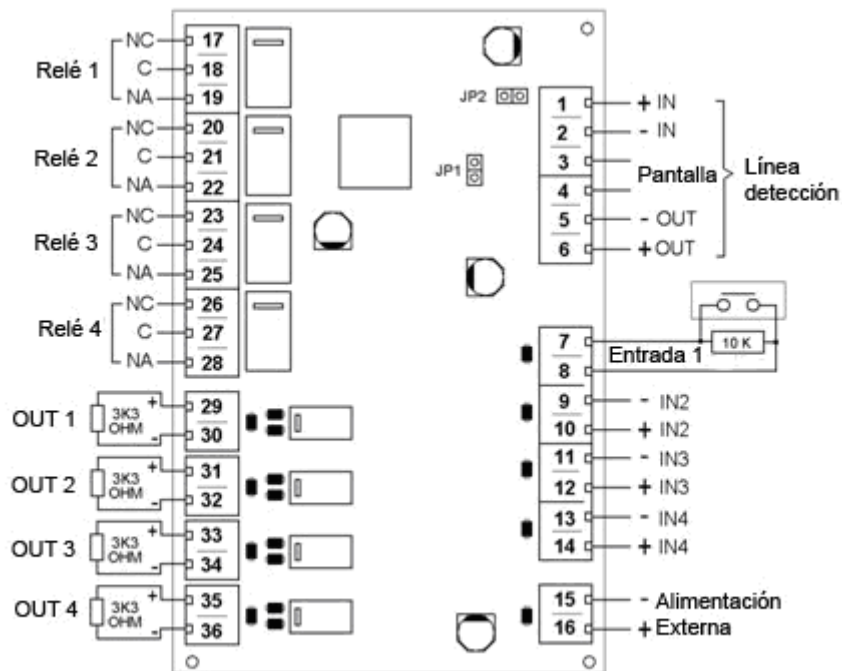 Relé 1
NC 17
C 18
NA 19
Relé 2
NC 20
C 21
NA 22
Relé 3
NC 23
C 24
NA 25
Relé 4
NC 26
C 27
NA 28
OUT 1
3K3 OHM
+ 29
- 30
OUT 2
3K3 OHM
+ 31
- 32
OUT 3
3K3 OHM
+ 33
- 34
OUT 4
3K3 OHM
+ 35
- 36
JP2
JP1
1 + IN
2 - IN
3
Pantalla
4
5 - OUT
6 + OUT
Línea
detección
7
Entrada 1
8
10 K
9 - IN2
10 + IN2
11 - IN3
12 + IN3
13 - IN4
14 + IN4
15 - Alimentación
16 + Externa